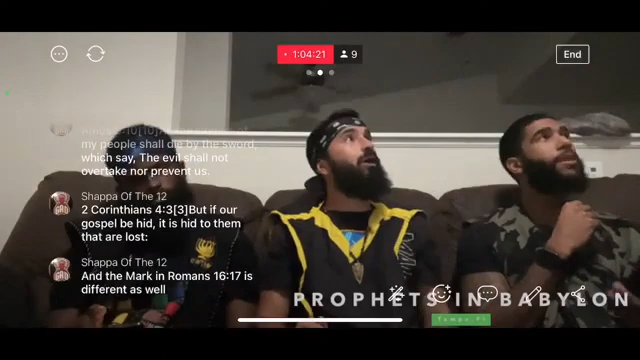 1:04:21
9
End
my people shall die by the sword,
which say, The evil shall not
overtake nor prevent us.
Shappa Of The 12
2 Corinthians 4:3[3]But if our
gospel be hid, it is hid to them
that are lost:
Shappa Of The 12
And the Mark in Romans 16:17 is
different as well
PROPHETS IN BABYLON
Tampa, Fl